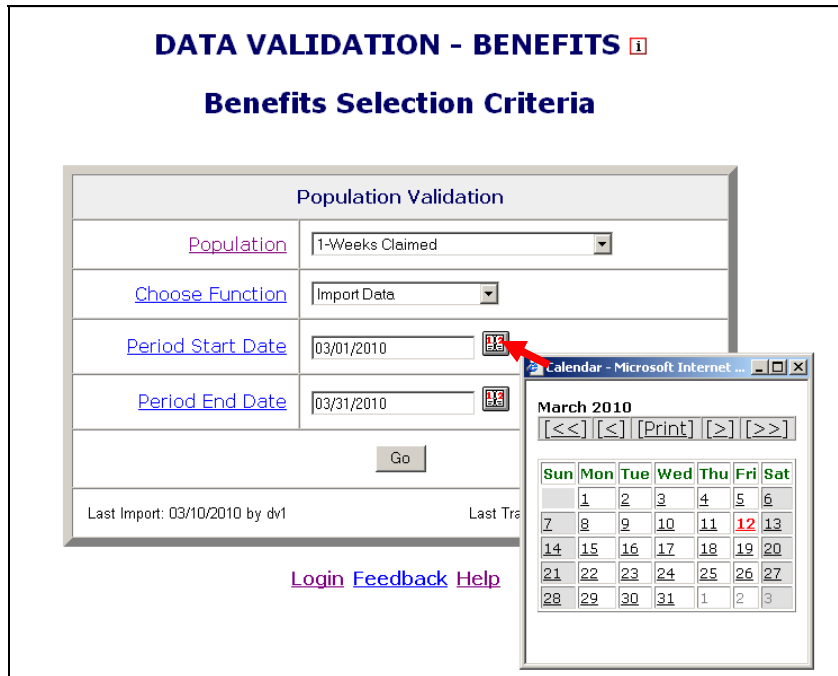 DATA VALIDATION - BENEFITS i
Benefits Selection Criteria
Population Validation
Population 1-Weeks Claimed
Choose Function Import Data
Period Start Date 03/01/2010
Period End Date 03/31/2010
Go
Last Import: 03/10/2010 by dv1 Last Tra
Login Feedback Help
Calendar - Microsoft Internet ...
March 2010
[<<] [<] [Print] [>] [>>]
Sun Mon Tue Wed Thu Fri Sat
1 2 3 4 5 6
7 8 9 10 11 12 13
14 15 16 17 18 19 20
21 22 23 24 25 26 27
28 29 30 31 1 2 3